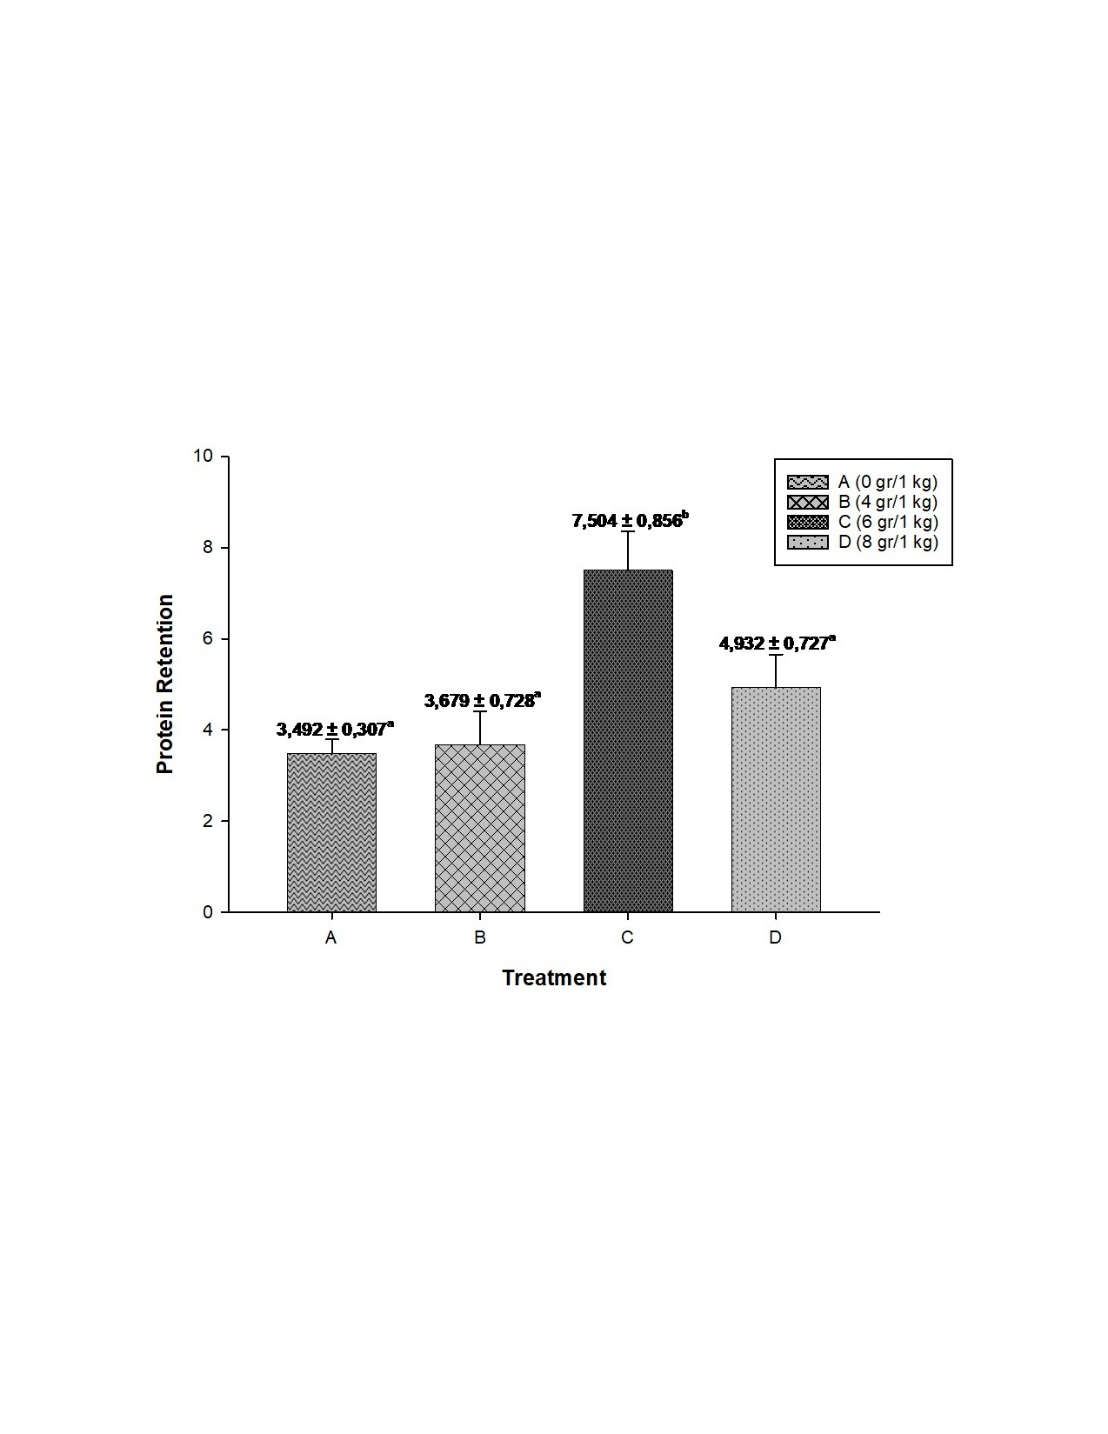 10
8
6
4
2
0
Protein Retention
3,492 ± 0,307ᵃ
3,679 ± 0,728ᵃ
7,504 ± 0,856ᵇ
4,932 ± 0,727ᵃ
A
B
C
D
Treatment
A (0 gr/1 kg)
B (4 gr/1 kg)
C (6 gr/1 kg)
D (8 gr/1 kg)